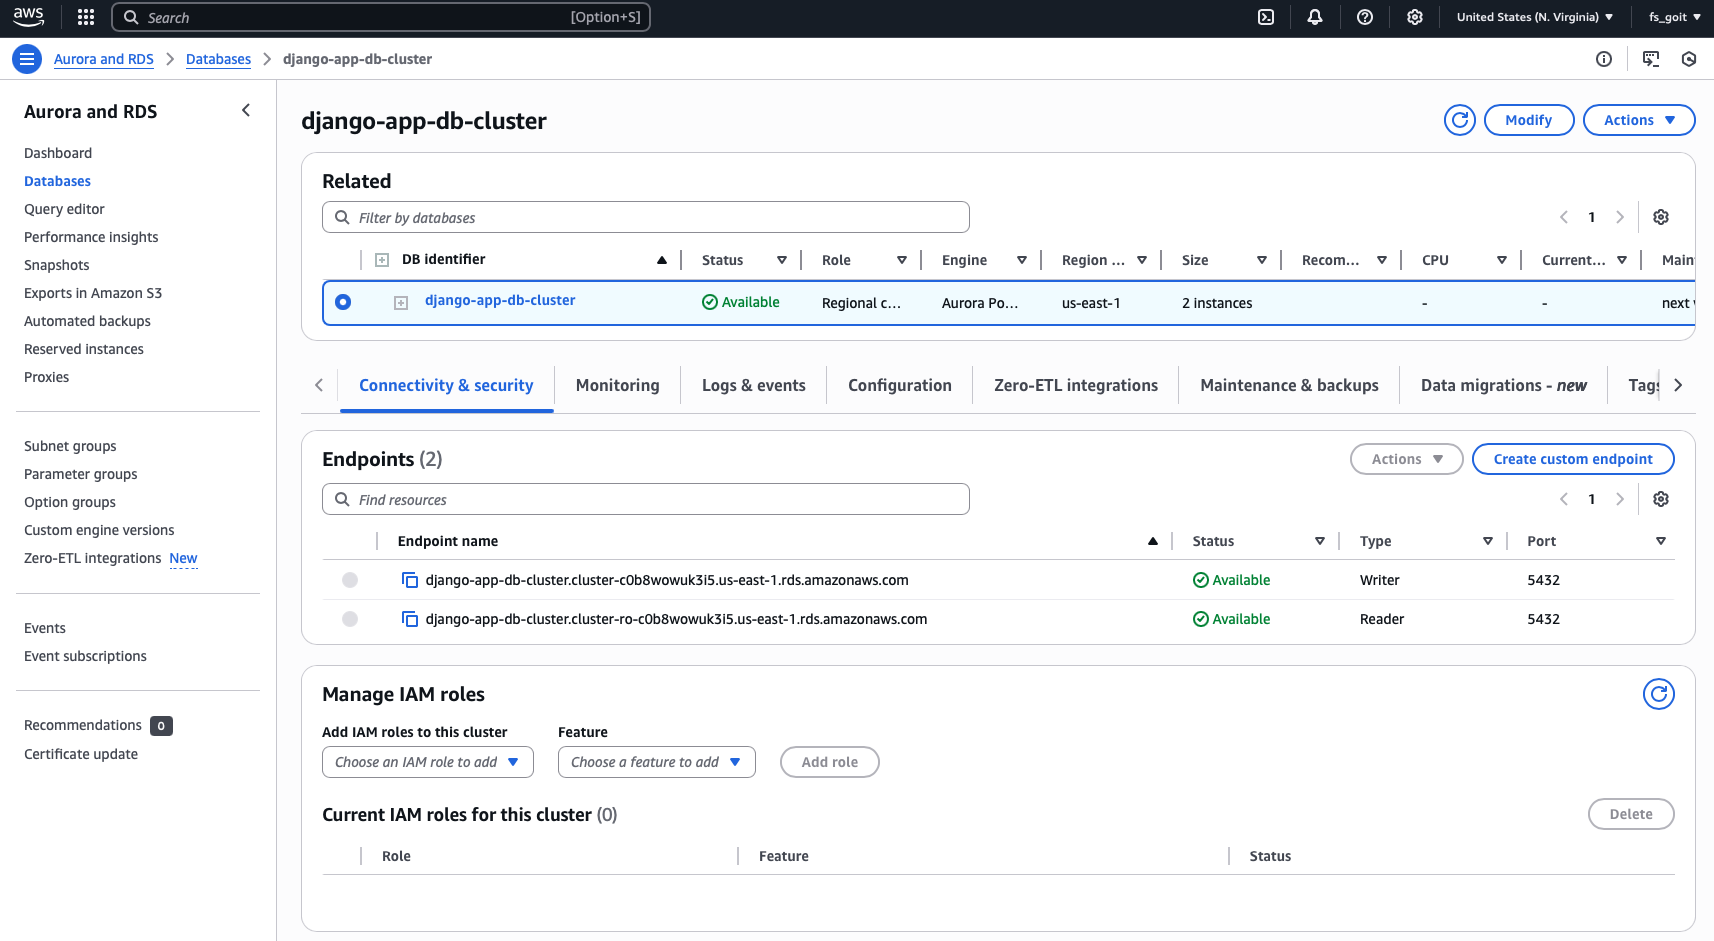 aws
Search [Option+S]
United States (N. Virginia)
fs_goit
Aurora and RDS
Databases
django-app-db-cluster
Aurora and RDS
Dashboard
Databases
Query editor
Performance insights
Snapshots
Exports in Amazon S3
Automated backups
Reserved instances
Proxies
Subnet groups
Parameter groups
Option groups
Custom engine versions
Zero-ETL integrations New
Events
Event subscriptions
Recommendations 0
Certificate update
django-app-db-cluster
Modify
Actions
Related
Filter by databases
1
DB identifier Status Role Engine Region ... Size Recom... CPU Current... Main
django-app-db-cluster Available Regional c... Aurora Po... us-east-1 2 instances - - next
Connectivity & security Monitoring Logs & events Configuration Zero-ETL integrations Maintenance & backups Data migrations - new Tags
Endpoints (2)
Actions
Create custom endpoint
Find resources
1
Endpoint name Status Type Port
django-app-db-cluster.cluster-c0b8wowuk3i5.us-east-1.rds.amazonaws.com Available Writer 5432
django-app-db-cluster.cluster-ro-c0b8wowuk3i5.us-east-1.rds.amazonaws.com Available Reader 5432
Manage IAM roles
Add IAM roles to this cluster Feature
Choose an IAM role to add Choose a feature to add Add role
Current IAM roles for this cluster (0)
Delete
Role Feature Status